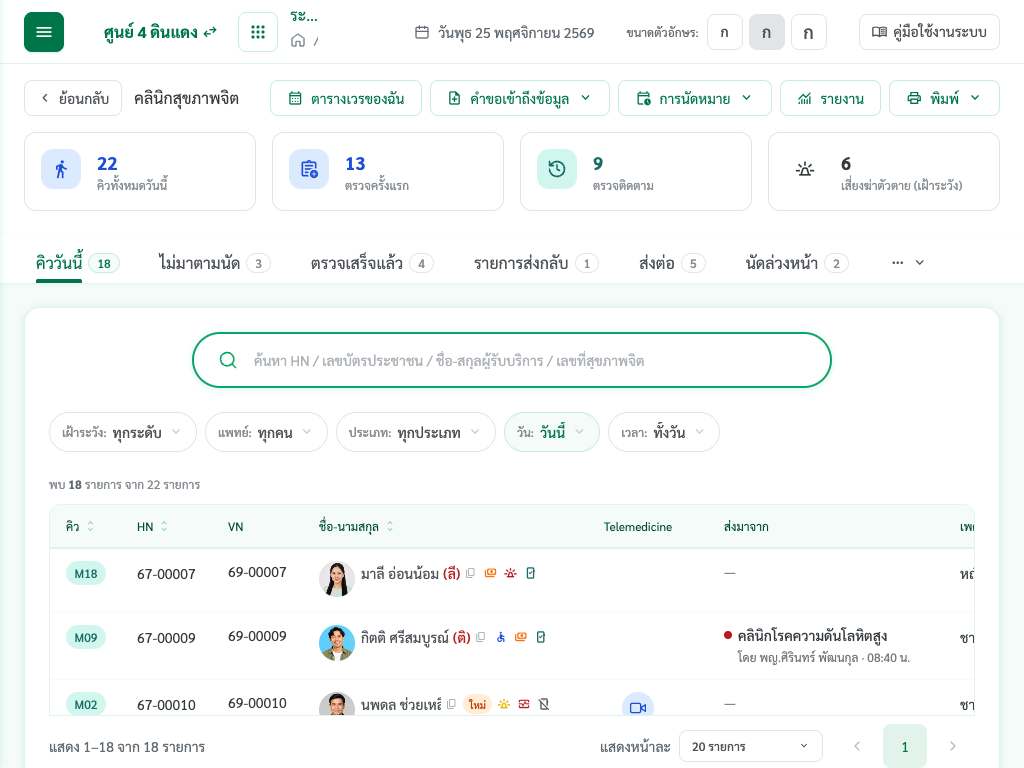 ศูนย์ 4 ดินแดง
ระ...
/
วันพุธ 25 พฤศจิกายน 2569
ขนาดตัวอักษร:
ก
ก
ก
คู่มือใช้งานระบบ
ย้อนกลับ
คลินิกสุขภาพจิต
ตารางเวรของฉัน
คำขอเข้าถึงข้อมูล
การนัดหมาย
รายงาน
พิมพ์
22
คิวทั้งหมดวันนี้
13
ตรวจครั้งแรก
9
ตรวจติดตาม
6
เสี่ยงฆ่าตัวตาย (เฝ้าระวัง)
คิววันนี้ 18
ไม่มาตามนัด 3
ตรวจเสร็จแล้ว 4
รายการส่งกลับ 1
ส่งต่อ 5
นัดล่วงหน้า 2
...
ค้นหา HN / เลขบัตรประชาชน / ชื่อ-สกุลผู้รับบริการ / เลขที่สุขภาพจิต
เฝ้าระวัง: ทุกระดับ
แพทย์: ทุกคน
ประเภท: ทุกประเภท
วัน: วันนี้
เวลา: ทั้งวัน
พบ 18 รายการ จาก 22 รายการ
คิว HN VN ชื่อ-นามสกุล Telemedicine ส่งมาจาก
M18 67-00007 69-00007 มาลี อ่อนน้อม (ลี) —
M09 67-00009 69-00009 กิตติ ศรีสมบูรณ์ (ติ) คลินิกโรคความดันโลหิตสูง
โดย พญ.ศิรินทร์ พัฒนกุล · 08:40 น.
M02 67-00010 69-00010 นพดล ช่วยเหลื ใหม่ —
แสดง 1–18 จาก 18 รายการ
แสดงหน้าละ
20 รายการ
1